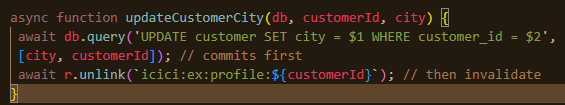 async function updateCustomerCity(db, customerId, city) {
await db.query('UPDATE customer SET city = $1 WHERE customer_id = $2',
[city, customerId]); // commits first
await r.unlink(`icici:ex:profile:${customerId}`); // then invalidate
}